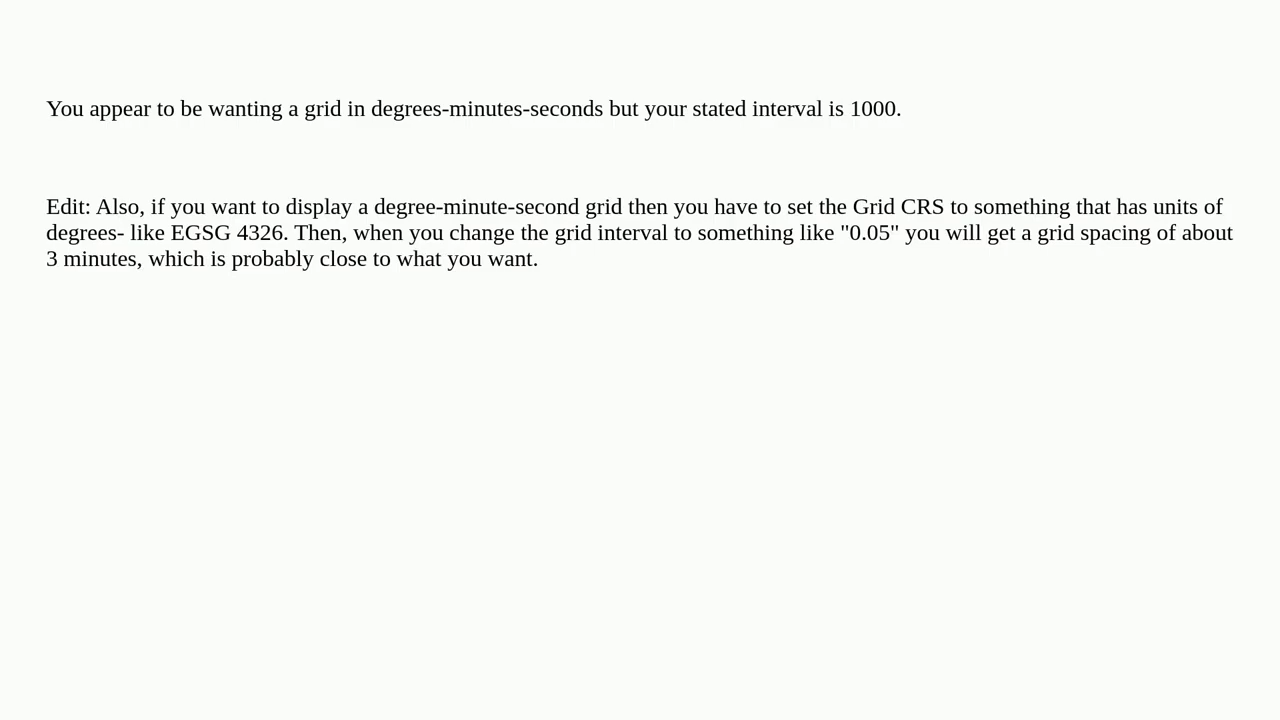 You appear to be wanting a grid in degrees-minutes-seconds but your stated interval is 1000.
Edit: Also, if you want to display a degree-minute-second grid then you have to set the Grid CRS to something that has units of
degrees- like EGSG 4326. Then, when you change the grid interval to something like "0.05" you will get a grid spacing of about
3 minutes, which is probably close to what you want.